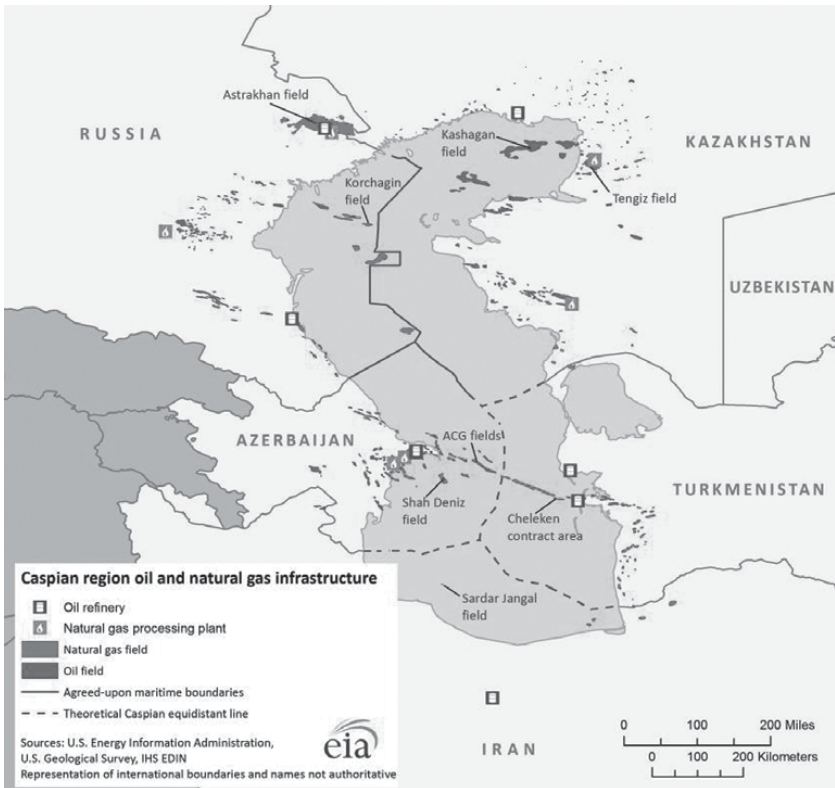 Astrakhan field
RUSSIA
Kashagan
field
KAZAKHSTAN
Korchagin
field
Tengiz field
UZBEKISTAN
AZERBAIJAN
ACG fields
TURKMENISTAN
Shah Deniz
field
Cheleken
contract area
Sardar Jangal
field
IRAN
Caspian region oil and natural gas infrastructure
Oil refinery
Natural gas processing plant
Natural gas field
Oil field
Agreed-upon maritime boundaries
Theoretical Caspian equidistant line
Sources: U.S. Energy Information Administration,
U.S. Geological Survey, IHS EDIN
Representation of international boundaries and names not authoritative
eia
0 100 200 Miles
0 100 200 Kilometers